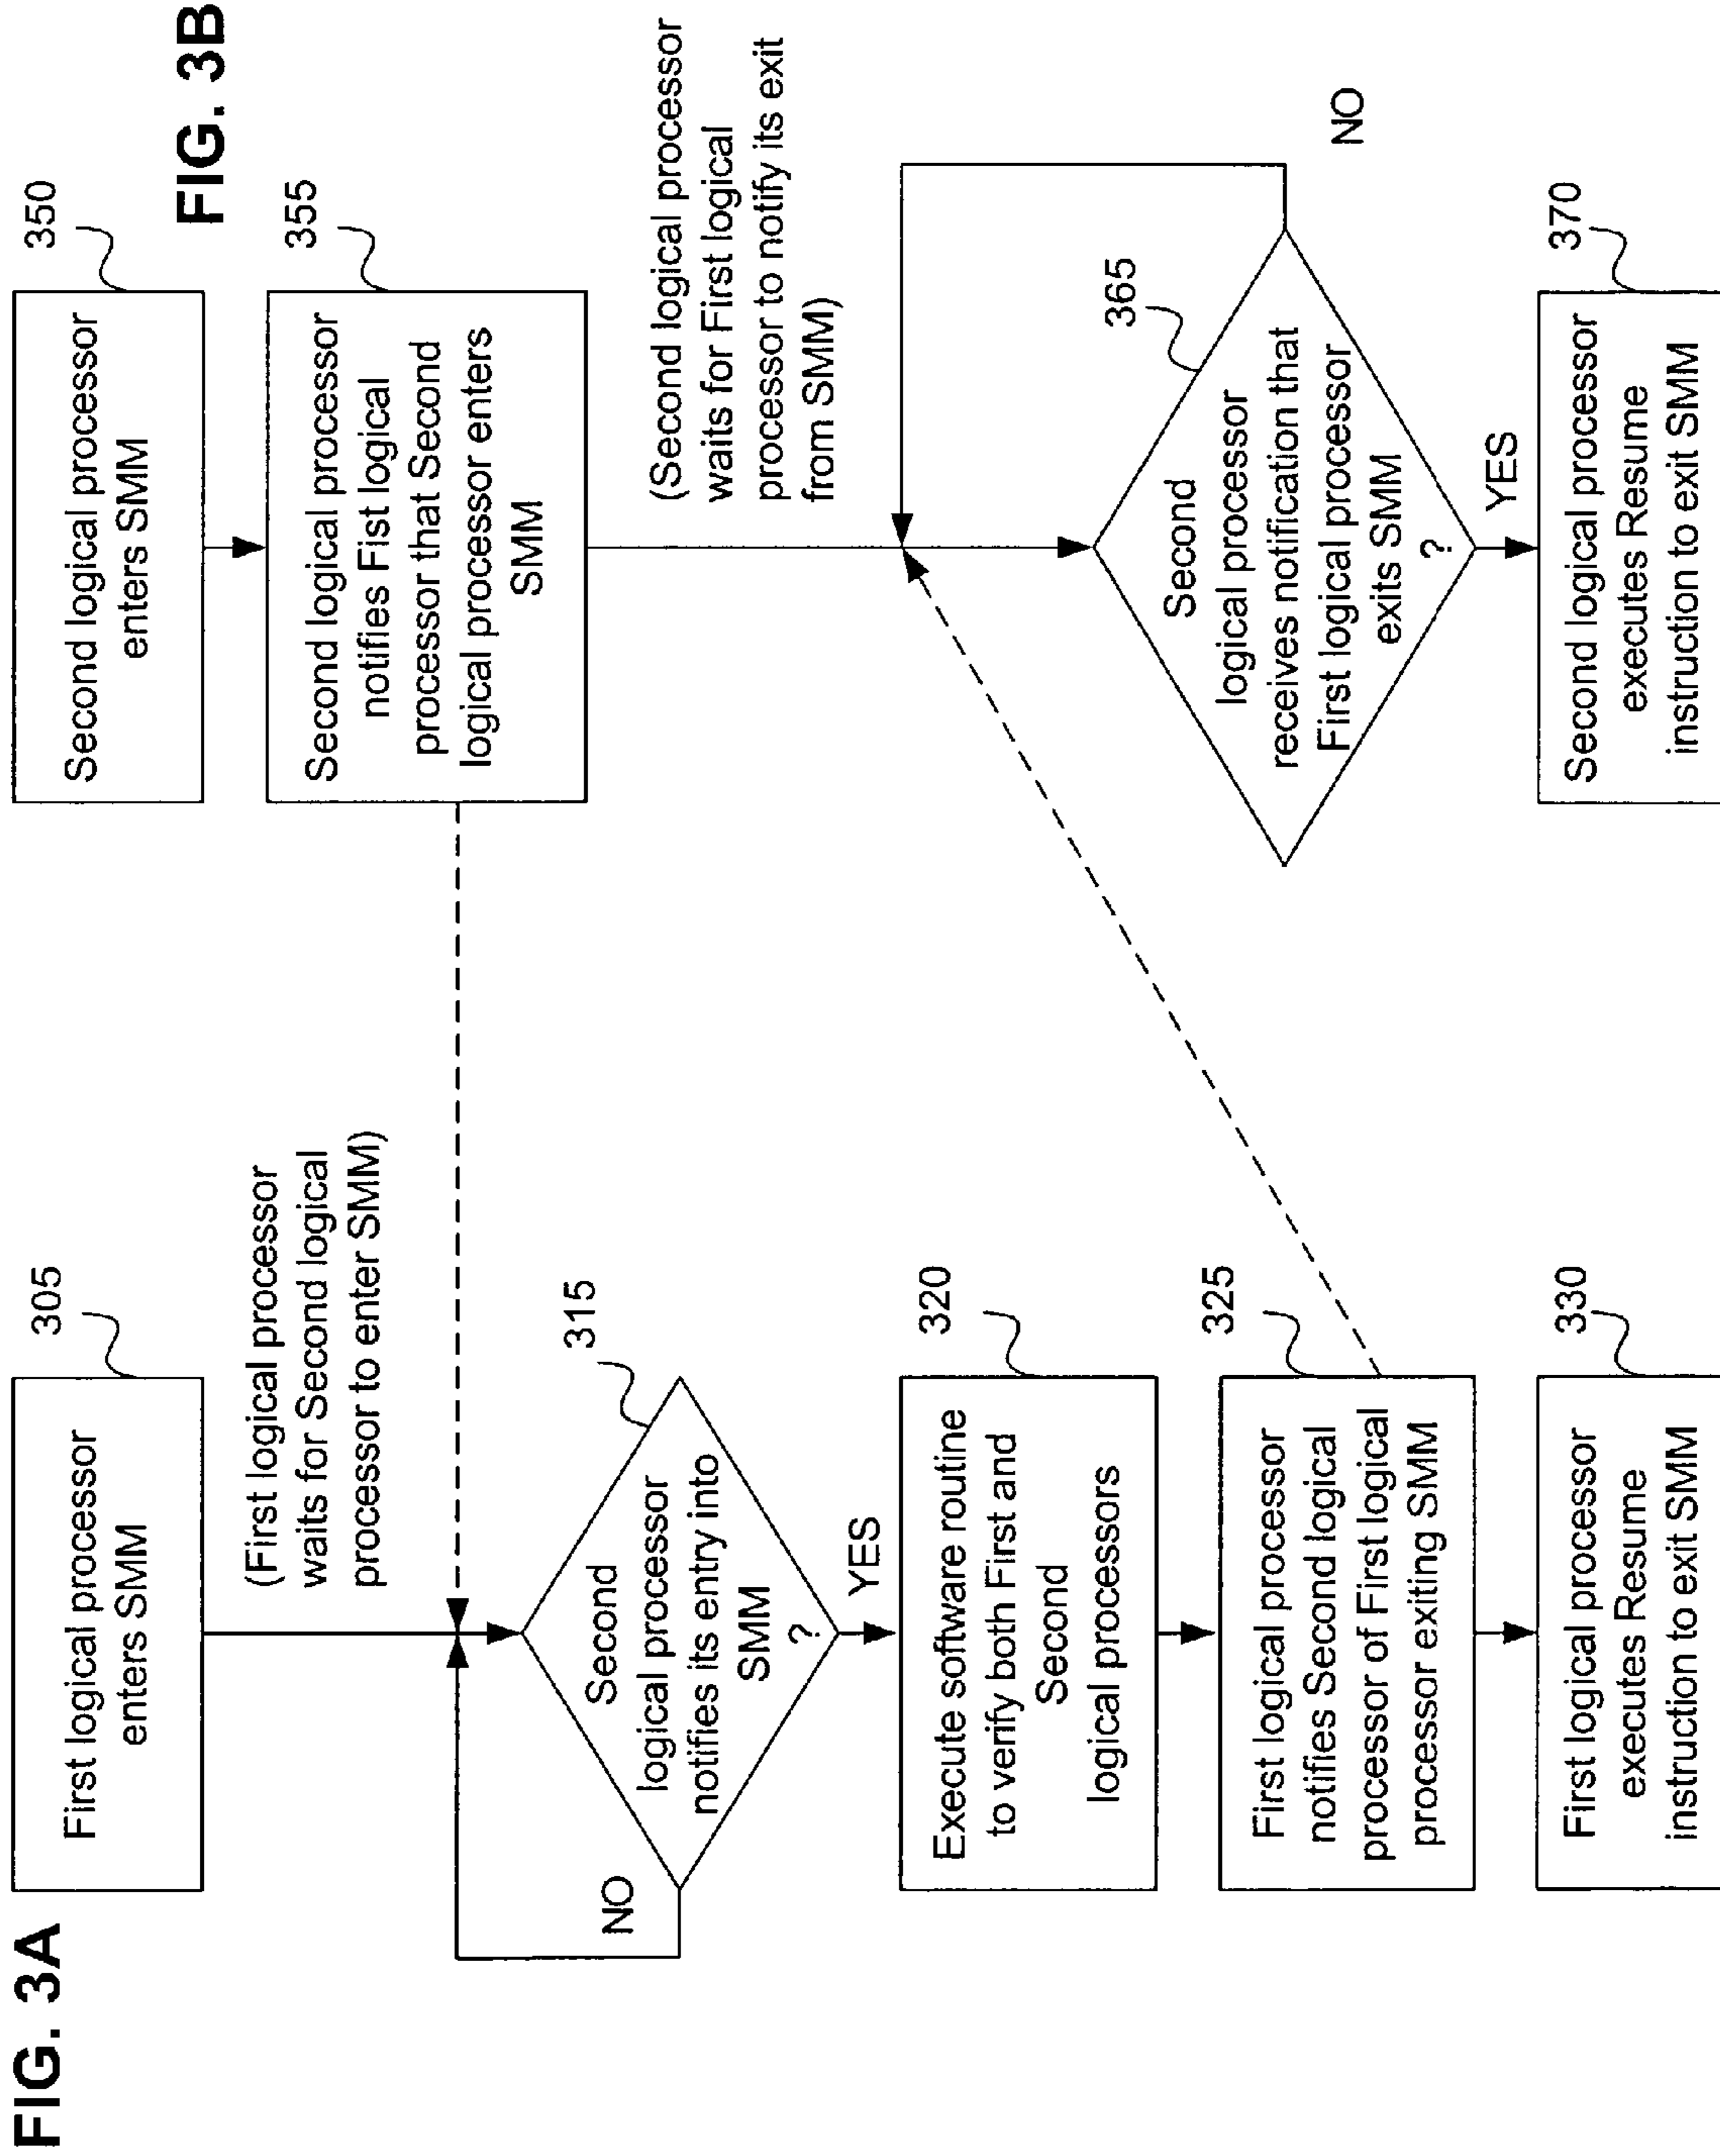 FIG. 3A
305
First logical processor
enters SMM
(First logical processor
waits for Second logical
processor to enter SMM)
315
Second
logical processor
notifies its entry into
SMM
?
NO
YES
320
Execute software routine
to verify both First and
Second
logical processors
325
First logical processor
notifies Second logical
processor of First logical
processor exiting SMM
330
First logical processor
executes Resume
instruction to exit SMM
FIG. 3B
350
Second logical processor
enters SMM
355
Second logical processor
notifies Fist logical
processor that Second
logical processor enters
SMM
(Second logical processor
waits for First logical
processor to notify its exit
from SMM)
365
Second
logical processor
receives notification that
First logical processor
exits SMM
?
NO
YES
370
Second logical processor
executes Resume
instruction to exit SMM